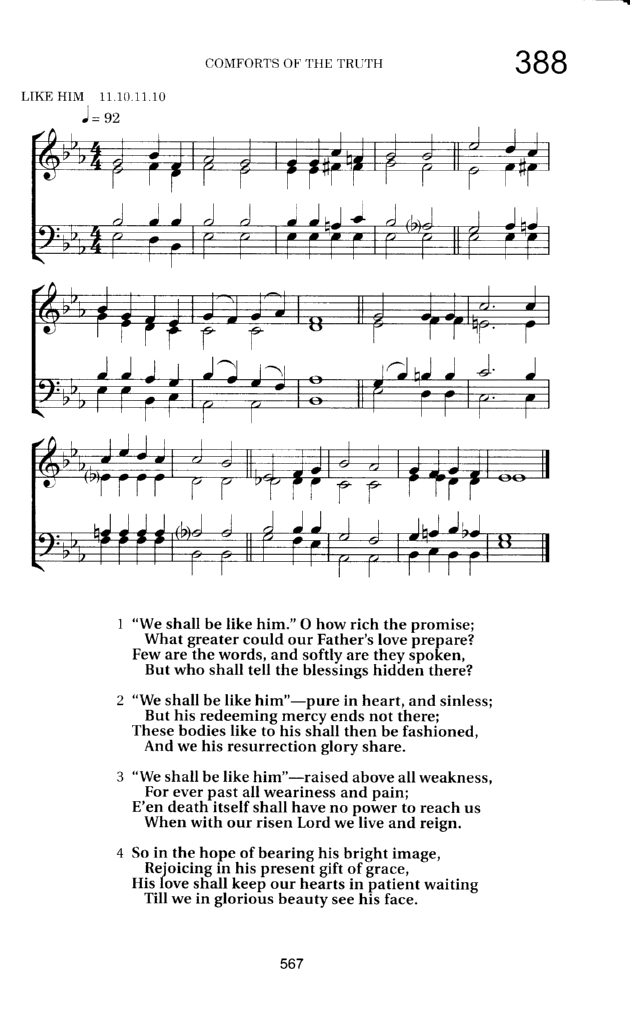 COMFORTS OF THE TRUTH
388
LIKE HIM 11.10.11.10
♩= 92
1 “We shall be like him.” O how rich the promise;
What greater could our Father’s love prepare?
Few are the words, and softly are they spoken,
But who shall tell the blessings hidden there?
2 “We shall be like him”—pure in heart, and sinless;
But his redeeming mercy ends not there;
These bodies like to his shall then be fashioned,
And we his resurrection glory share.
3 “We shall be like him”—raised above all weakness,
For ever past all weariness and pain;
E’en death itself shall have no power to reach us
When with our risen Lord we live and reign.
4 So in the hope of bearing his bright image,
Rejoicing in his present gift of grace,
His love shall keep our hearts in patient waiting
Till we in glorious beauty see his face.
567